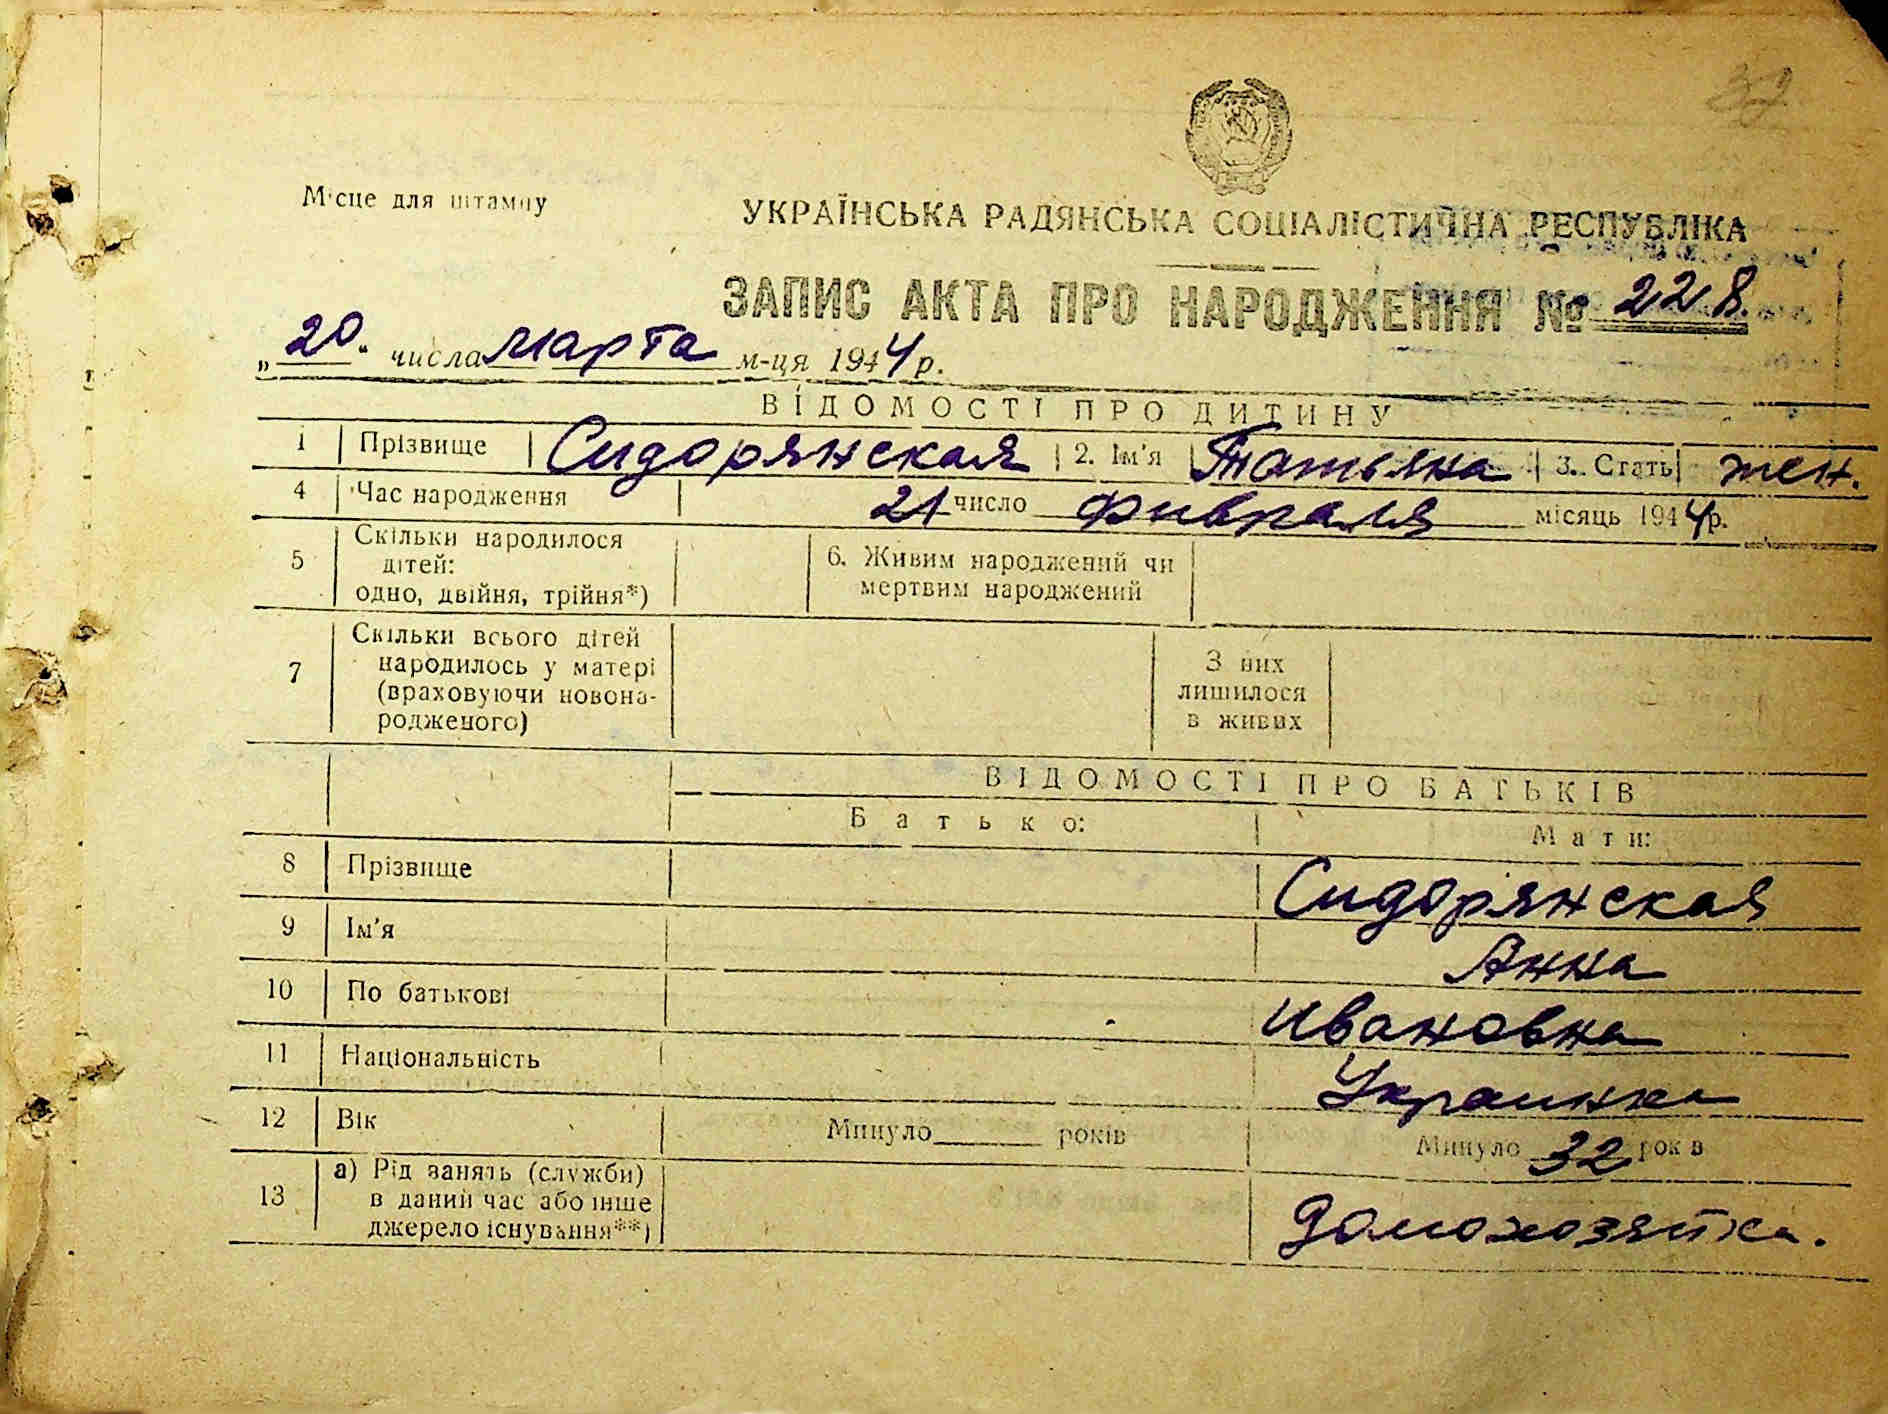 32
Місце для штампу
УКРАЇНСЬКА РАДЯНСЬКА СОЦІАЛІСТИЧНА РЕСПУБЛІКА
ЗАПИС АКТА ПРО НАРОДЖЕННЯ № 228.
„20“ числа марта м-ця 1944 р.
ВІДОМОСТІ ПРО ДИТИНУ
1 Прізвище Сидорянская 2. Ім'я Татьяна 3. Стать жен.
4 Час народження 21 число Фивраля місяць 1944 р.
5 Скільки народилося дітей: одно, двійня, трійня*) 6. Живим народжений чи мертвим народжений
7 Скільки всього дітей народилось у матері (враховуючи новонародженого) З них лишилося в живих
ВІДОМОСТІ ПРО БАТЬКІВ
Батько: Мати:
8 Прізвище Сидорянская
9 Ім'я Анна
10 По батькові Ивановна
11 Національність Украинка
12 Вік Минуло років Минуло 32 років
13 а) Рід занять (служби) в даний час або інше джерело існування**) домохозяйка.